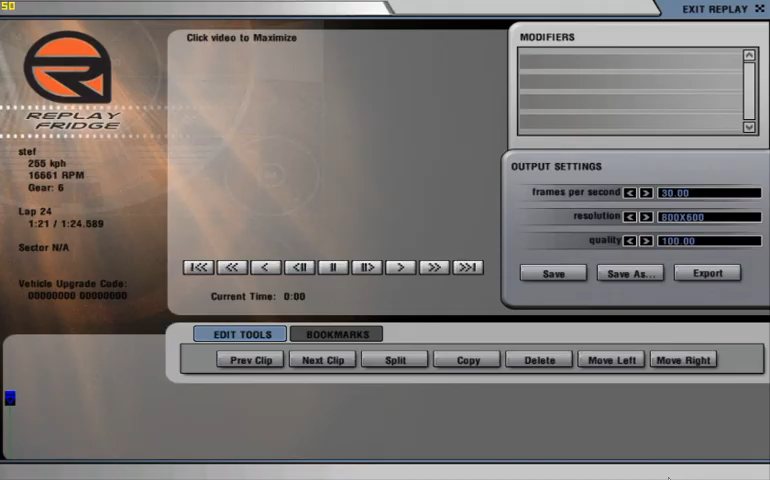 50
EXIT REPLAY
Click video to Maximize
MODIFIERS
REPLAY
FRIDGE
stef
255 kph
16661 RPM
Gear: 6
Lap 24
1:21 / 1:24.589
Sector N/A
Vehicle Upgrade Code:
00000000 00000000
OUTPUT SETTINGS
frames per second < > 30.00
resolution < > 800X600
quality < > 100.00
Save Save As... Export
I<< << < <II II II> > >> >>I
Current Time: 0:00
EDIT TOOLS BOOKMARKS
Prev Clip Next Clip Split Copy Delete Move Left Move Right